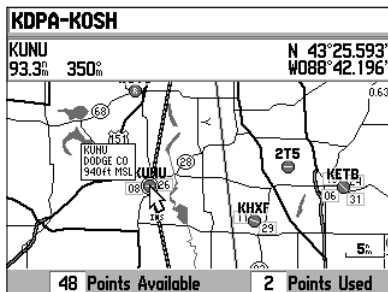 KDPA-KOSH
KUNU
N 43°25.593'
93.3nm 350°m
W088°42.196'
0.63
68
151
KUNU
DODGE CO
940ft MSL
KUNU
28
2T5
KETB
08
26
06
31
KHXF
29
5nm
48 Points Available
2 Points Used